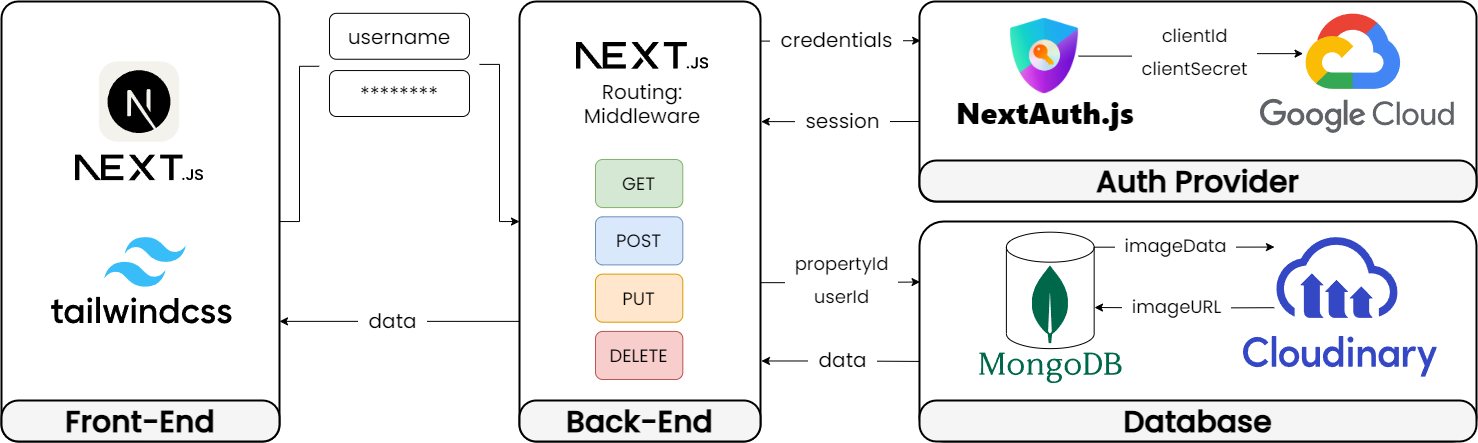 N
NEXT.JS
tailwindcss
Front-End
username
********
data
NEXT.JS
Routing:
Middleware
GET
POST
PUT
DELETE
Back-End
credentials
session
propertyId
userId
data
NextAuth.js
clientId
clientSecret
Google Cloud
Auth Provider
MongoDB
imageData
imageURL
Cloudinary
Database